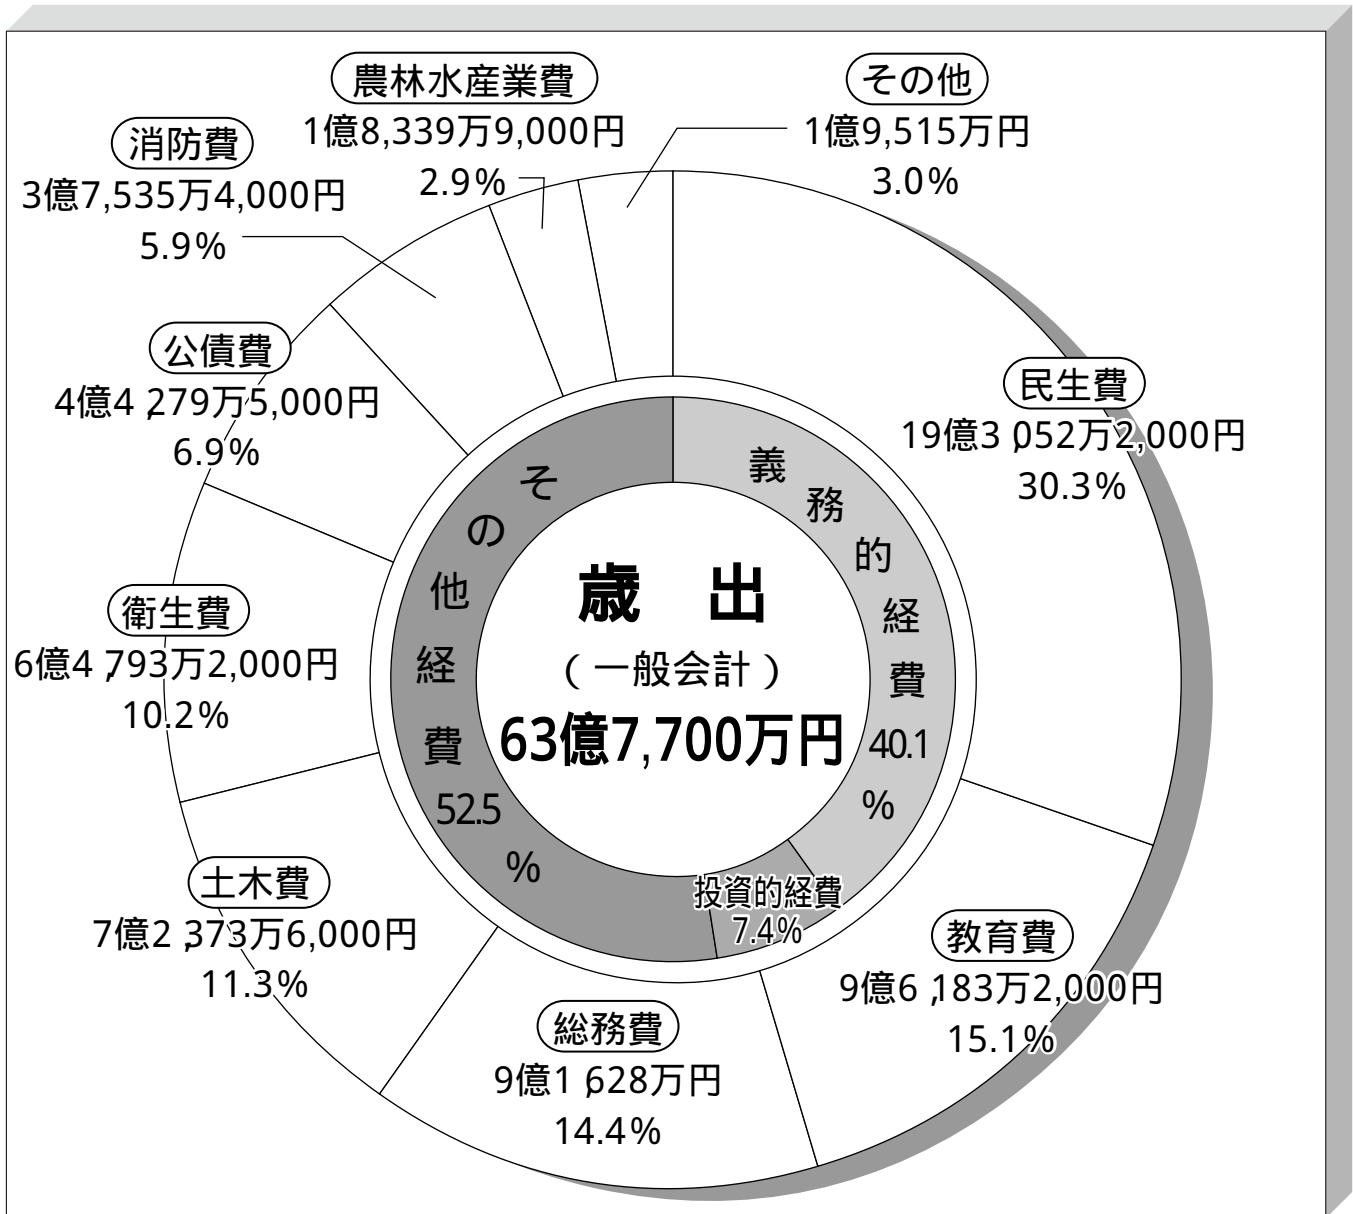 農林水産業費
1億8,339万9,000円
2.9%
その他
1億9,515万円
3.0%
消防費
3億7,535万4,000円
5.9%
公債費
4億4,279万5,000円
6.9%
民生費
19億3,052万2,000円
30.3%
衛生費
6億4,793万2,000円
10.2%
土木費
7億2,373万6,000円
11.3%
総務費
9億1,628万円
14.4%
教育費
9億6,183万2,000円
15.1%
義務的経費40.1%
投資的経費
7.4%
その他経費52.5%
歳 出
(一般会計)
63億7,700万円